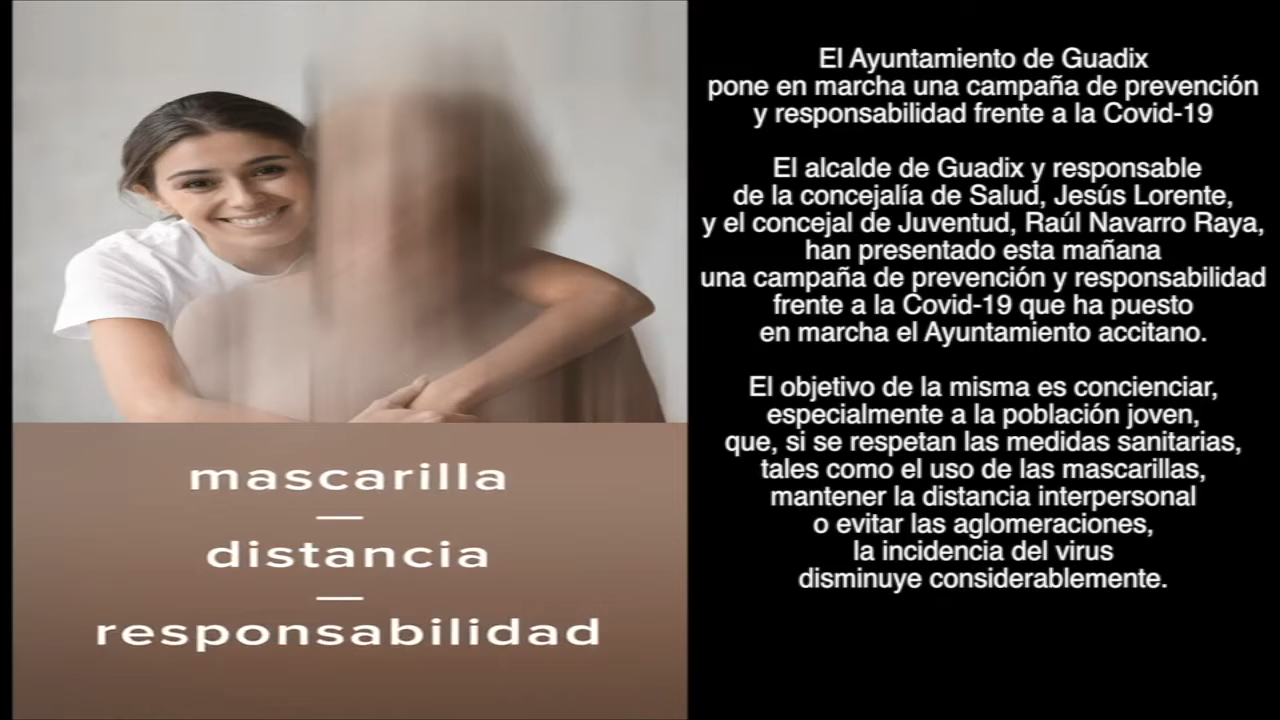 mascarilla
distancia
responsabilidad
El Ayuntamiento de Guadix
pone en marcha una campaña de prevención
y responsabilidad frente a la Covid-19
El alcalde de Guadix y responsable
de la concejalía de Salud, Jesús Lorente,
y el concejal de Juventud, Raúl Navarro Raya,
han presentado esta mañana
una campaña de prevención y responsabilidad
frente a la Covid-19 que ha puesto
en marcha el Ayuntamiento accitano.
El objetivo de la misma es concienciar,
especialmente a la población joven,
que, si se respetan las medidas sanitarias,
tales como el uso de las mascarillas,
mantener la distancia interpersonal
o evitar las aglomeraciones,
la incidencia del virus
disminuye considerablemente.